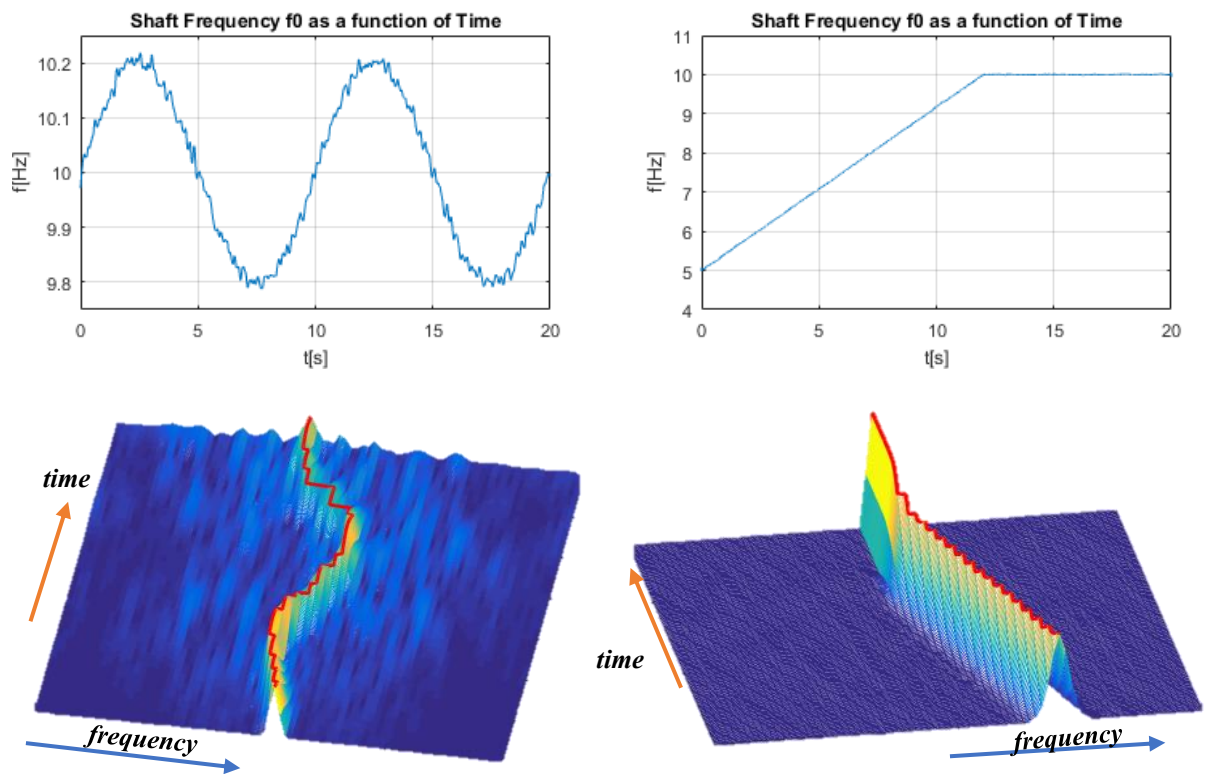 Shaft Frequency f0 as a function of Time
10.2
10.1
10
9.9
9.8
f[Hz]
0 5 10 15 20
t[s]
Shaft Frequency f0 as a function of Time
11
10
9
8
7
6
5
4
f[Hz]
0 5 10 15 20
t[s]
time
frequency
time
frequency